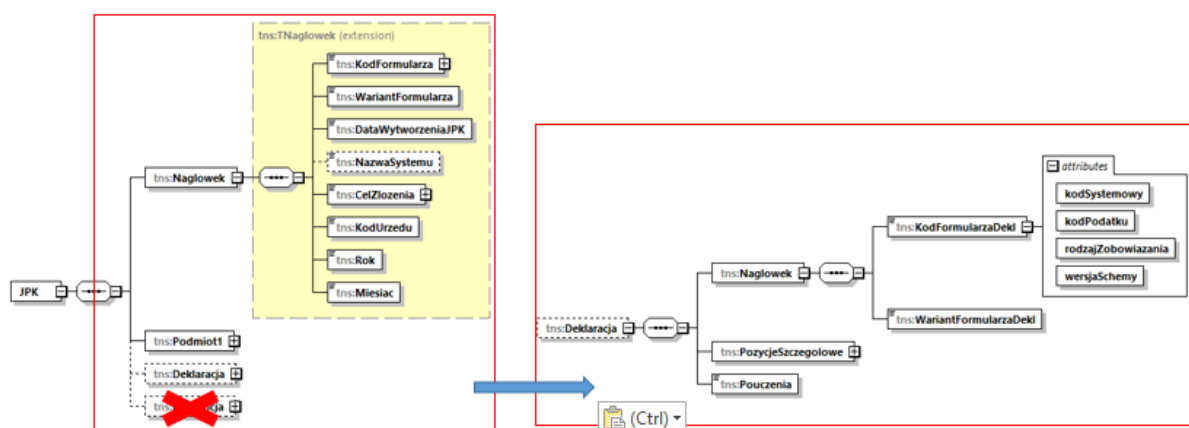 tns:TNaglowek (extension)
tns:KodFormularza
tns:WariantFormularza
tns:DataWytworzeniaJPK
tns:NazwaSystemu
tns:CelZlozenia
tns:KodUrzedu
tns:Rok
tns:Miesiac
tns:Naglowek
JPK
tns:Podmiot1
tns:Deklaracja
attributes
kodSystemowy
kodPodatku
rodzajZobowiazania
wersjaSchemy
tns:KodFormularzaDekl
tns:Naglowek
tns:WariantFormularzaDekl
tns:Deklaracja
tns:PozycjeSzczegolowe
tns:Pouczenia
(Ctrl)